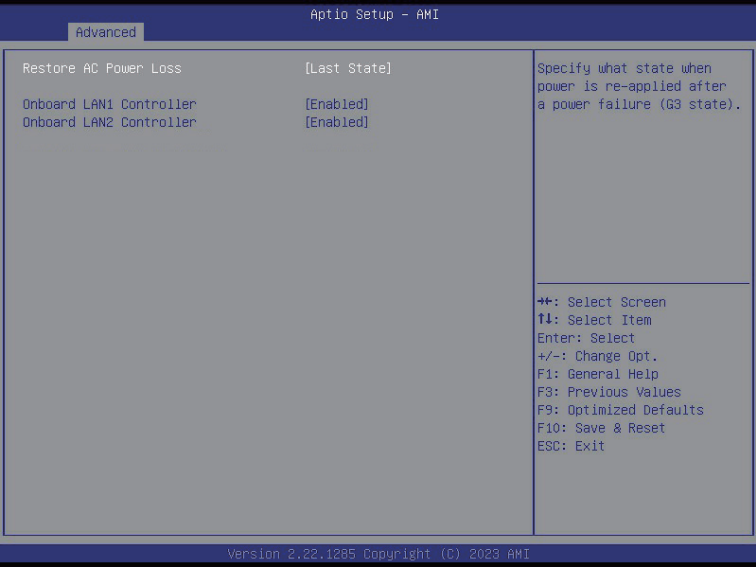 Aptio Setup – AMI
Advanced
Restore AC Power Loss [Last State]
Onboard LAN1 Controller [Enabled]
Onboard LAN2 Controller [Enabled]
Specify what state when
power is re-applied after
a power failure (G3 state).
→←: Select Screen
↑↓: Select Item
Enter: Select
+/-: Change Opt.
F1: General Help
F3: Previous Values
F9: Optimized Defaults
F10: Save & Reset
ESC: Exit
Version 2.22.1285 Copyright (C) 2023 AMI